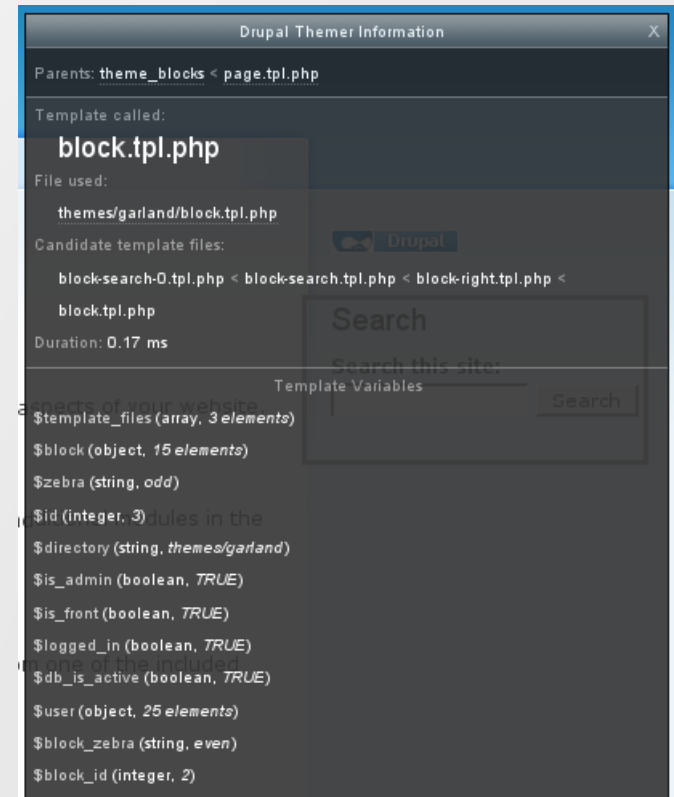 Drupal Themer Information X
Parents: theme_blocks < page.tpl.php
Template called:
block.tpl.php
File used:
themes/garland/block.tpl.php
Drupal
Candidate template files:
block-search-0.tpl.php < block-search.tpl.php < block-right.tpl.php <
block.tpl.php
Search
Duration: 0.17 ms
Search this site:
Template Variables
Search
aspects of your website.
$template_files (array, 3 elements)
$block (object, 15 elements)
$zebra (string, odd)
$id (integer, 3)
modules in the
$directory (string, themes/garland)
$is_admin (boolean, TRUE)
$is_front (boolean, TRUE)
$logged_in (boolean, TRUE)
one of the included
$db_is_active (boolean, TRUE)
$user (object, 25 elements)
$block_zebra (string, even)
$block_id (integer, 2)